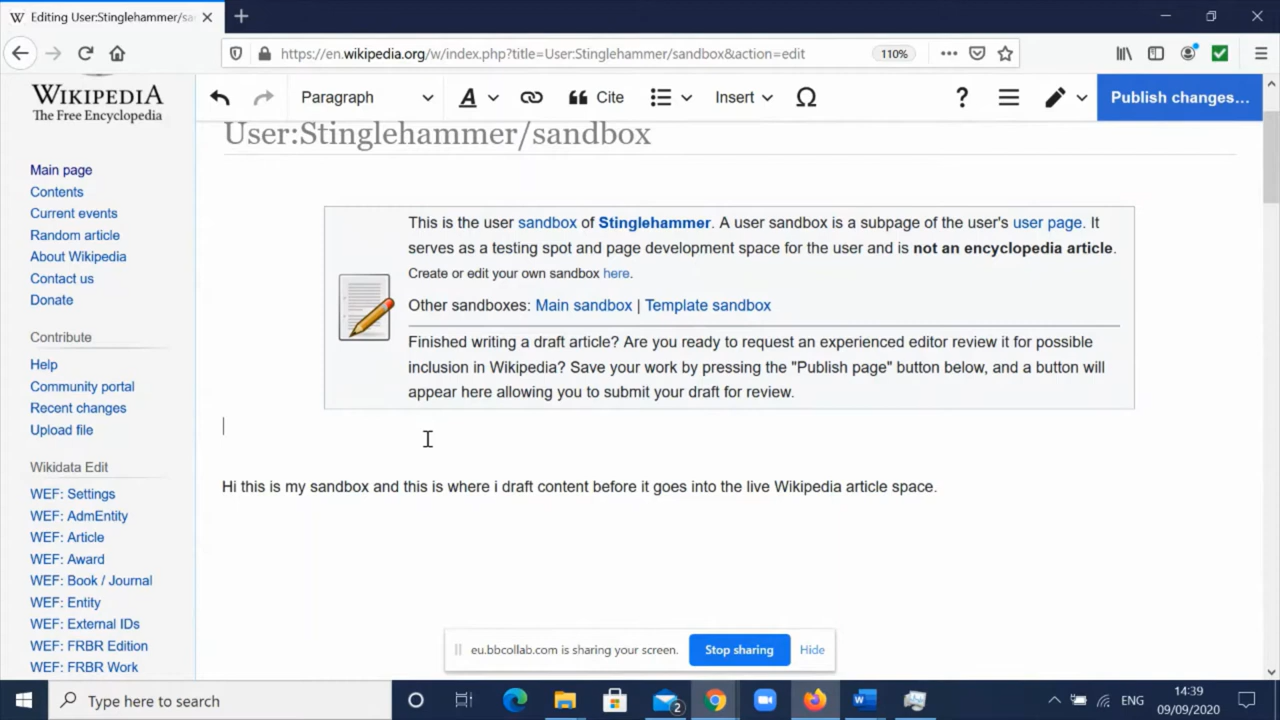 Editing User:Stinglehammer/sa
https://en.wikipedia.org/w/index.php?title=User:Stinglehammer/sandbox&action=edit
110%
WIKIPEDIA
The Free Encyclopedia
Paragraph
A
Cite
Insert
Ω
?
Publish changes...
User:Stinglehammer/sandbox
Main page
Contents
Current events
Random article
About Wikipedia
Contact us
Donate
Contribute
Help
Community portal
Recent changes
Upload file
Wikidata Edit
WEF: Settings
WEF: AdmEntity
WEF: Article
WEF: Award
WEF: Book / Journal
WEF: Entity
WEF: External IDs
WEF: FRBR Edition
WEF: FRBR Work
This is the user sandbox of Stinglehammer. A user sandbox is a subpage of the user's user page. It
serves as a testing spot and page development space for the user and is not an encyclopedia article.
Create or edit your own sandbox here.
Other sandboxes: Main sandbox | Template sandbox
Finished writing a draft article? Are you ready to request an experienced editor review it for possible
inclusion in Wikipedia? Save your work by pressing the "Publish page" button below, and a button will
appear here allowing you to submit your draft for review.
Hi this is my sandbox and this is where i draft content before it goes into the live Wikipedia article space.
eu.bbcollab.com is sharing your screen.
Stop sharing
Hide
Type here to search
2
ENG
14:39
09/09/2020